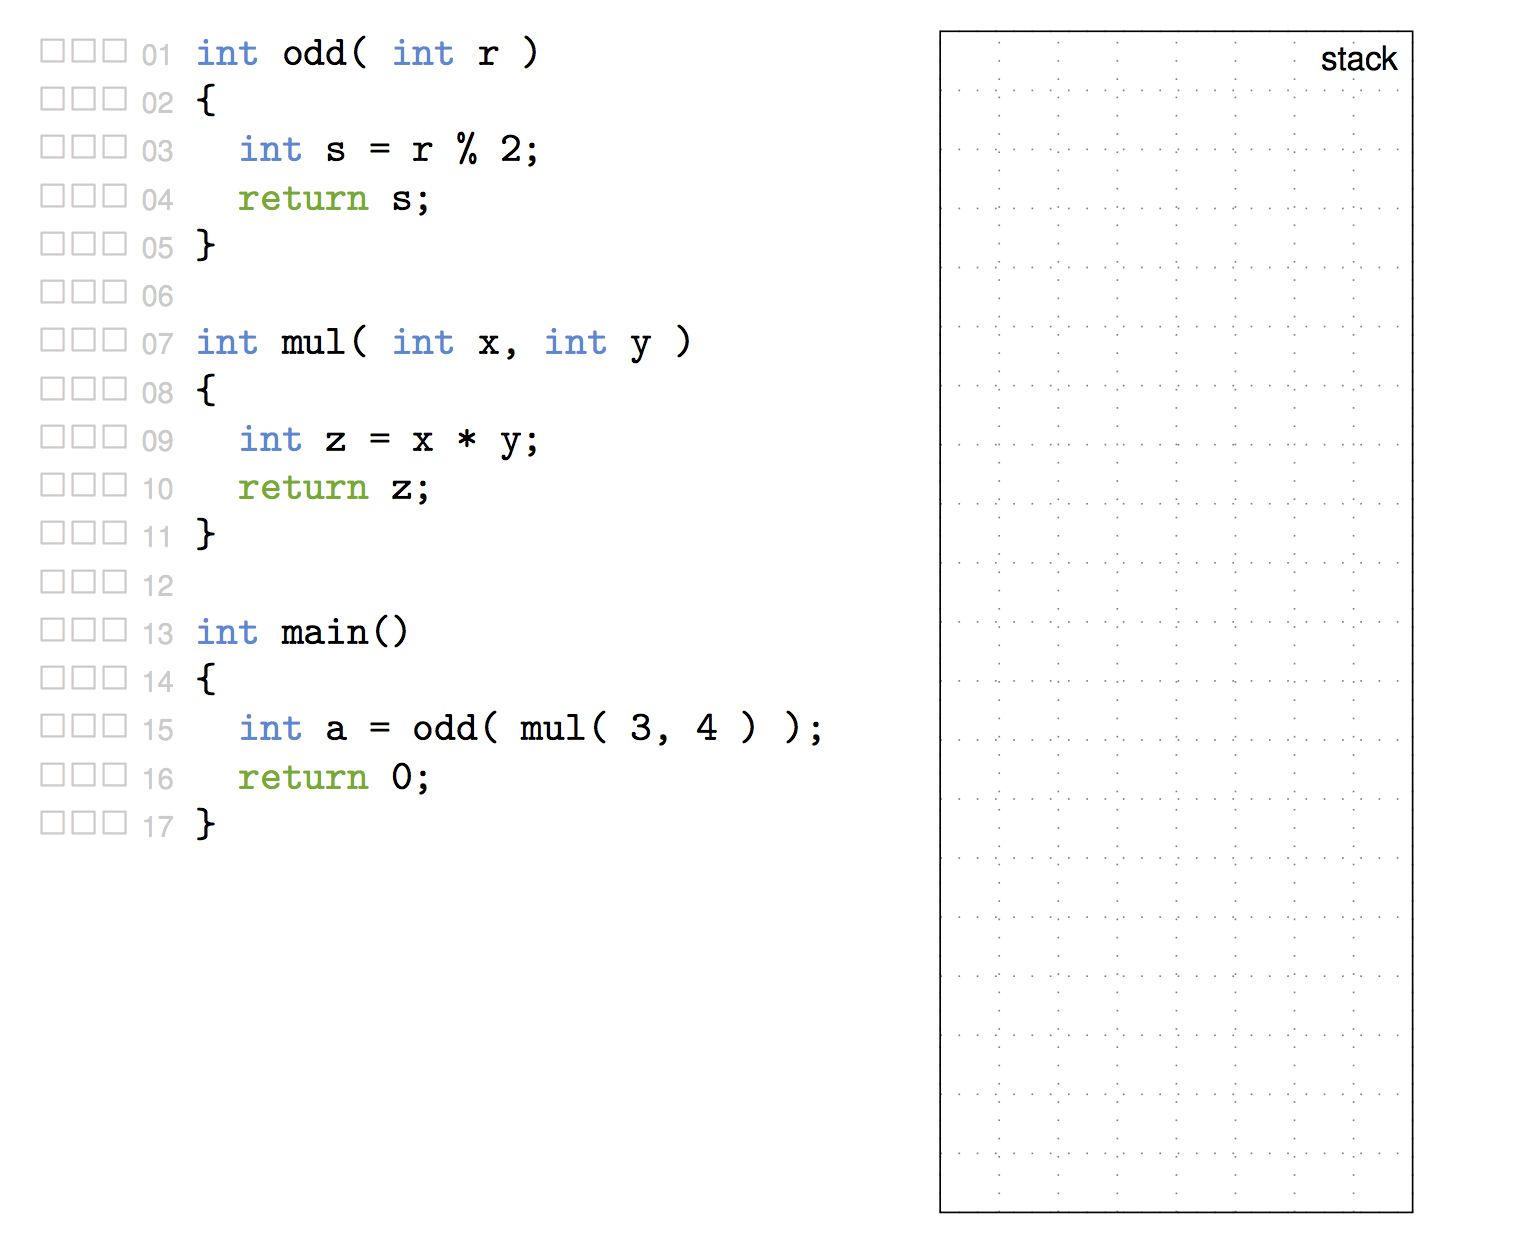 □□□ 01 int odd( int r )
□□□ 02 {
□□□ 03   int s = r % 2;
□□□ 04   return s;
□□□ 05 }
□□□ 06
□□□ 07 int mul( int x, int y )
□□□ 08 {
□□□ 09   int z = x * y;
□□□ 10   return z;
□□□ 11 }
□□□ 12
□□□ 13 int main()
□□□ 14 {
□□□ 15   int a = odd( mul( 3, 4 ) );
□□□ 16   return 0;
□□□ 17 }
stack